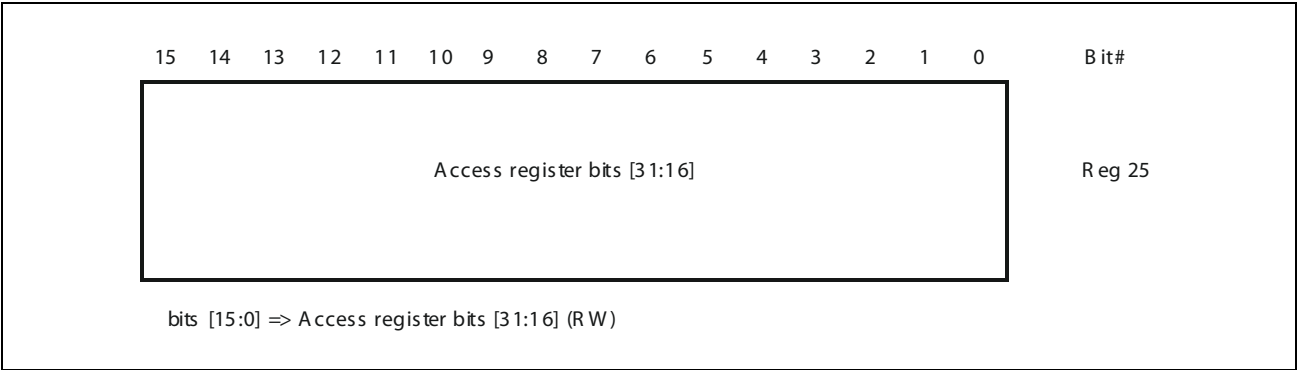 15 14 13 12 11 10 9 8 7 6 5 4 3 2 1 0 Bit#
Access register bits [31:16] Reg 25
bits [15:0] => Access register bits [31:16] (RW)